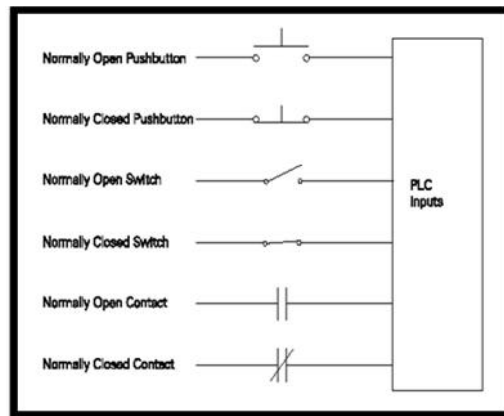 Normally Open Pushbutton
Normally Closed Pushbutton
Normally Open Switch
PLC
Inputs
Normally Closed Switch
Normally Open Contact
Normally Closed Contact